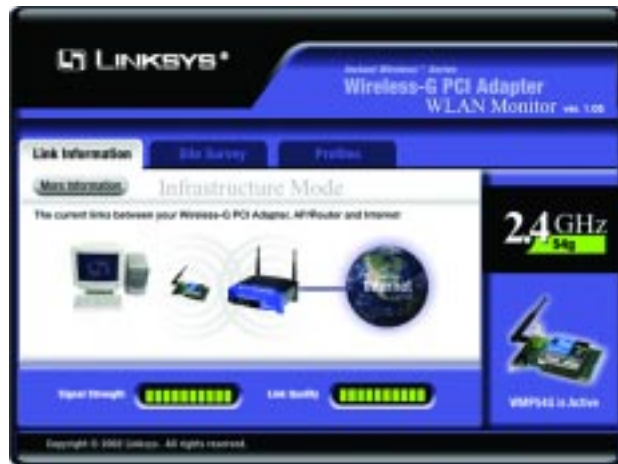 LINKSYS®
Instant Wireless™ Series
Wireless-G PCI Adapter
WLAN Monitor ver. 1.05
Link Information
Site Survey
Profiles
More Information
Infrastructure Mode
The current links between your Wireless-G PCI Adapter, AP/Router and Internet
2.4GHz
54g
Internet
Signal Strength
Link Quality
WMP54G is Active
Copyright © 2002 Linksys. All rights reserved.